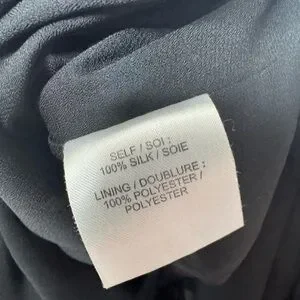 SELF / SOI :
100% SILK / SOIE
LINING / DOUBLURE :
100% POLYESTER /
POLYESTER